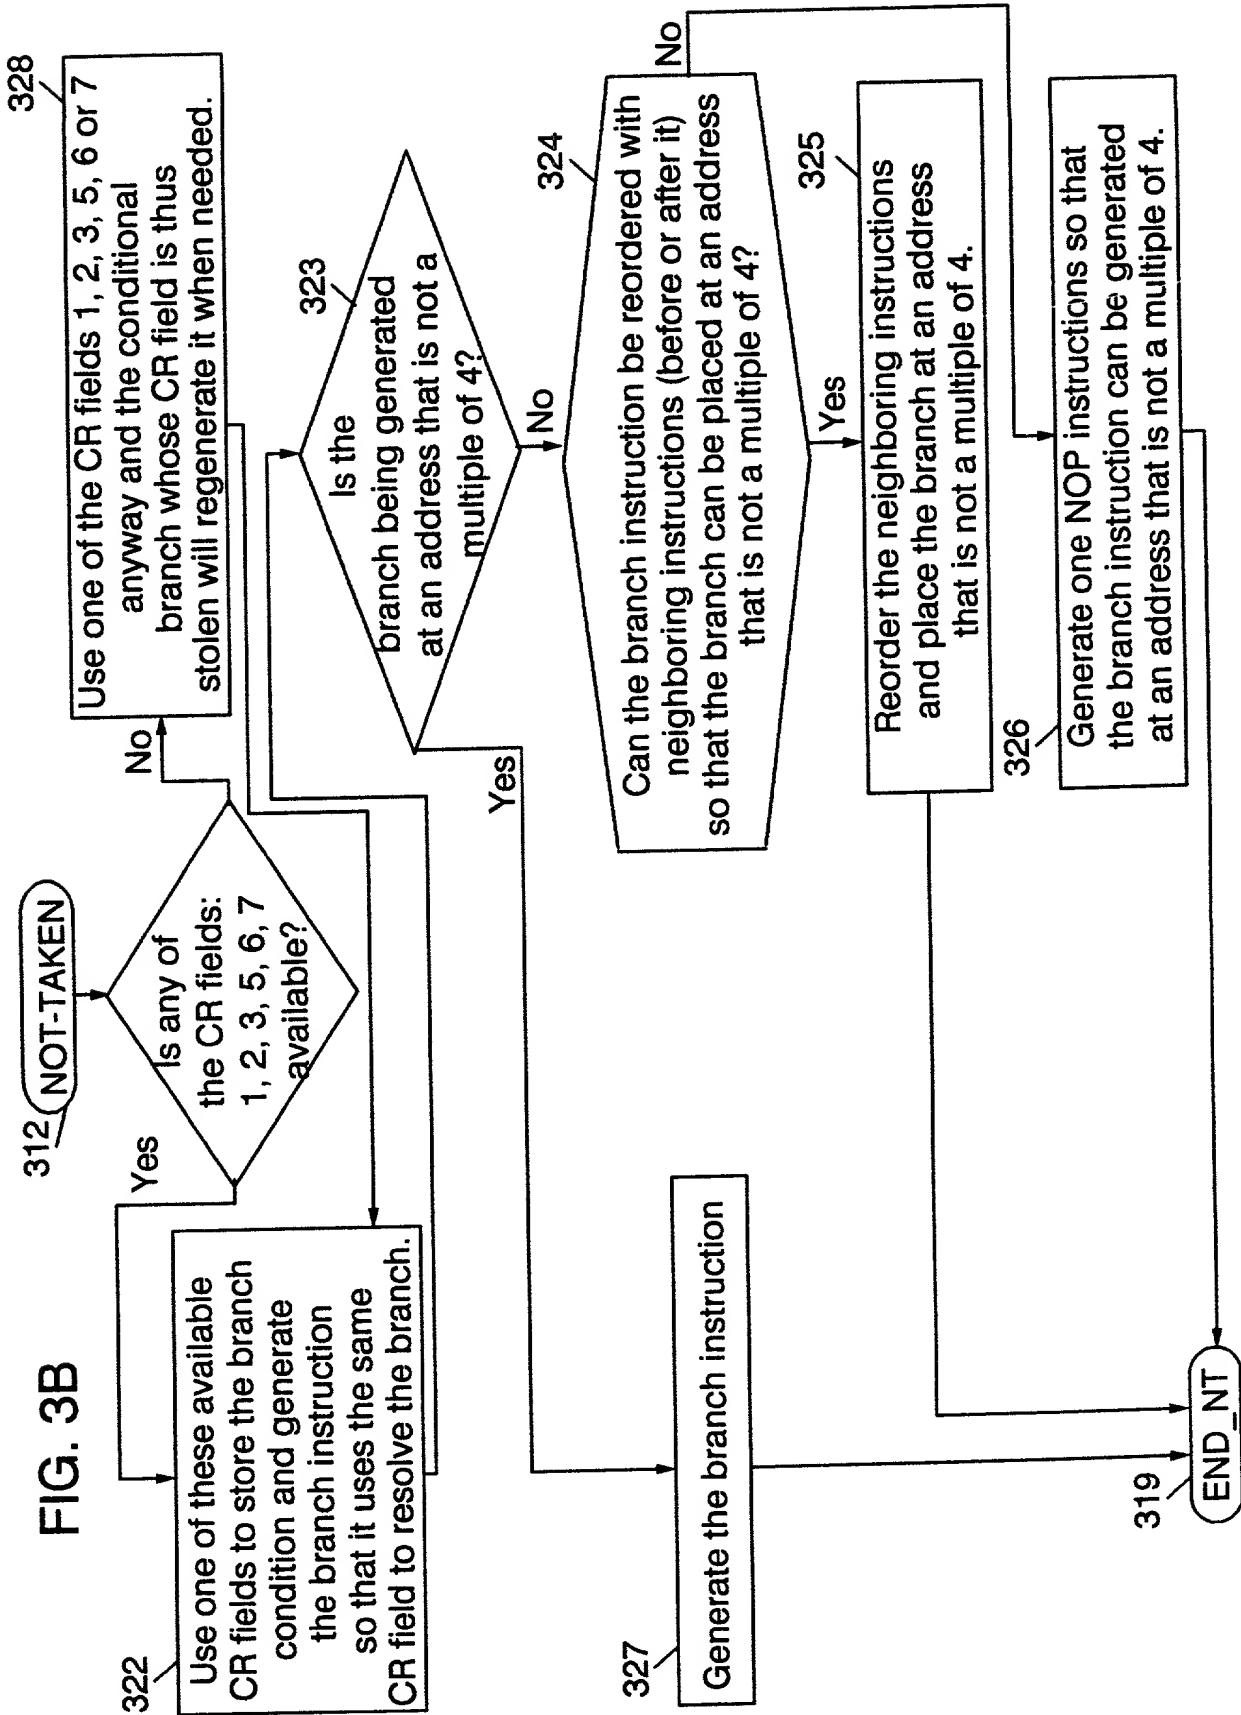 FIG. 3B
312
NOT-TAKEN
Is any of
the CR fields:
1, 2, 3, 5, 6, 7
available?
Yes
No
328
Use one of the CR fields 1, 2, 3, 5, 6 or 7
anyway and the conditional
branch whose CR field is thus
stolen will regenerate it when needed.
322
Use one of these available
CR fields to store the branch
condition and generate
the branch instruction
so that it uses the same
CR field to resolve the branch.
323
Is the
branch being generated
at an address that is not a
multiple of 4?
Yes
No
324
Can the branch instruction be reordered with
neighboring instructions (before or after it)
so that the branch can be placed at an address
that is not a multiple of 4?
No
Yes
325
Reorder the neighboring instructions
and place the branch at an address
that is not a multiple of 4.
327
Generate the branch instruction
326
Generate one NOP instructions so that
the branch instruction can be generated
at an address that is not a multiple of 4.
319
END_NT